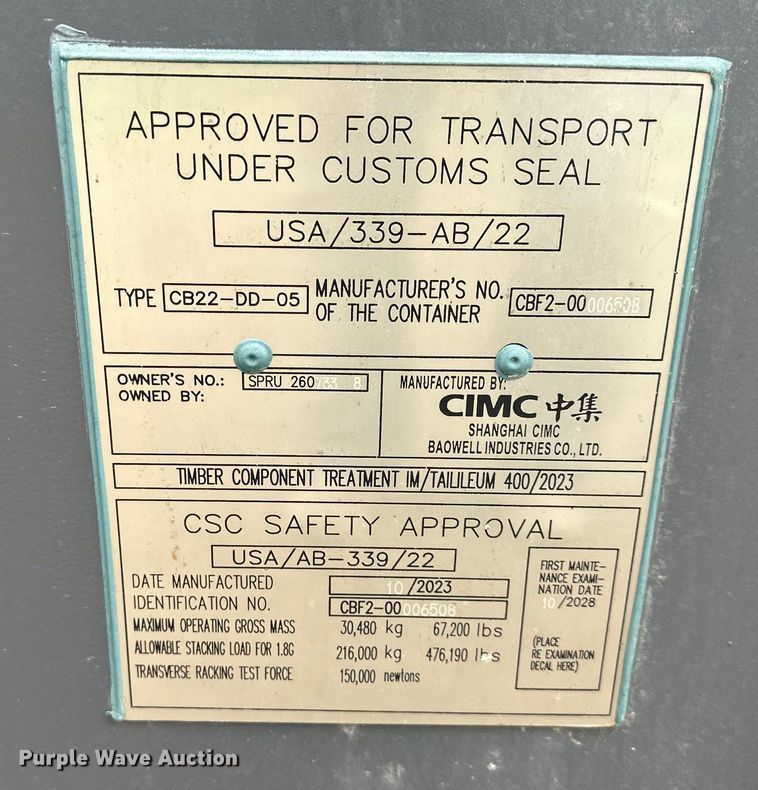 APPROVED FOR TRANSPORT
UNDER CUSTOMS SEAL
USA/339-AB/22
TYPE CB22-DD-05 MANUFACTURER'S NO. OF THE CONTAINER CBF2-00006508
OWNER'S NO.: SPRU 260733 8
OWNED BY:
MANUFACTURED BY:
CIMC 中集
SHANGHAI CIMC
BAOWELL INDUSTRIES CO., LTD.
TIMBER COMPONENT TREATMENT IM/TAILILEUM 400/2023
CSC SAFETY APPROVAL
USA/AB-339/22
DATE MANUFACTURED 10/2023
IDENTIFICATION NO. CBF2-00006508
MAXIMUM OPERATING GROSS MASS 30,480 kg 67,200 lbs
ALLOWABLE STACKING LOAD FOR 1.8G 216,000 kg 476,190 lbs
TRANSVERSE RACKING TEST FORCE 150,000 newtons
FIRST MAINTE-
NANCE EXAMI-
NATION DATE
10/2028
(PLACE
RE EXAMINATION
DECAL HERE)
Purple Wave Auction